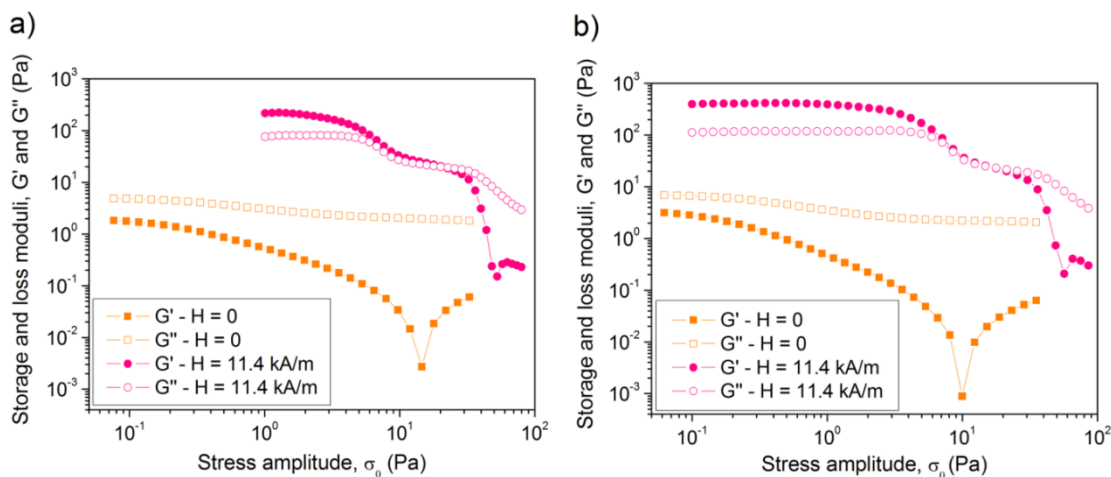 a)
Storage and loss moduli, G' and G'' (Pa)
10³
10²
10¹
10⁰
10⁻¹
10⁻²
10⁻³
G' - H = 0
G'' - H = 0
G' - H = 11.4 kA/m
G'' - H = 11.4 kA/m
10⁻¹ 10⁰ 10¹ 10²
Stress amplitude, σ₀ (Pa)
b)
Storage and loss moduli, G' and G'' (Pa)
10³
10²
10¹
10⁰
10⁻¹
10⁻²
10⁻³
G' - H = 0
G'' - H = 0
G' - H = 11.4 kA/m
G'' - H = 11.4 kA/m
10⁻¹ 10⁰ 10¹ 10²
Stress amplitude, σ₀ (Pa)